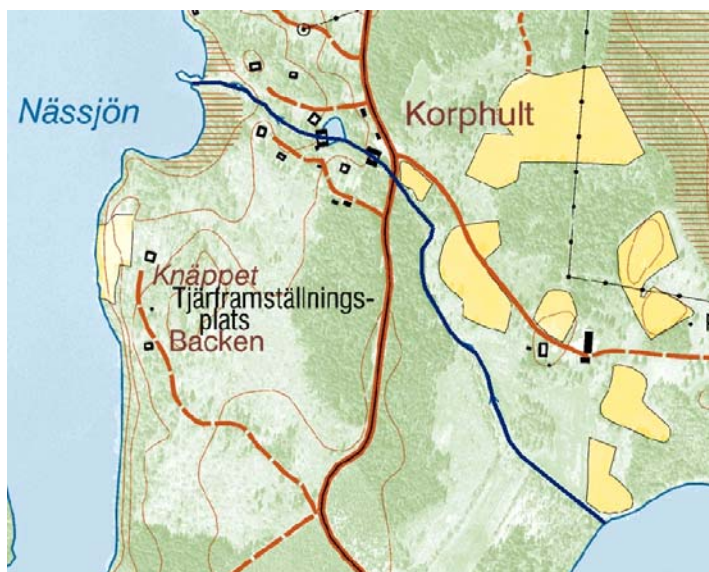 Nässjön
Korphult
Knäppet
Tjärframställnings-
plats
Backen